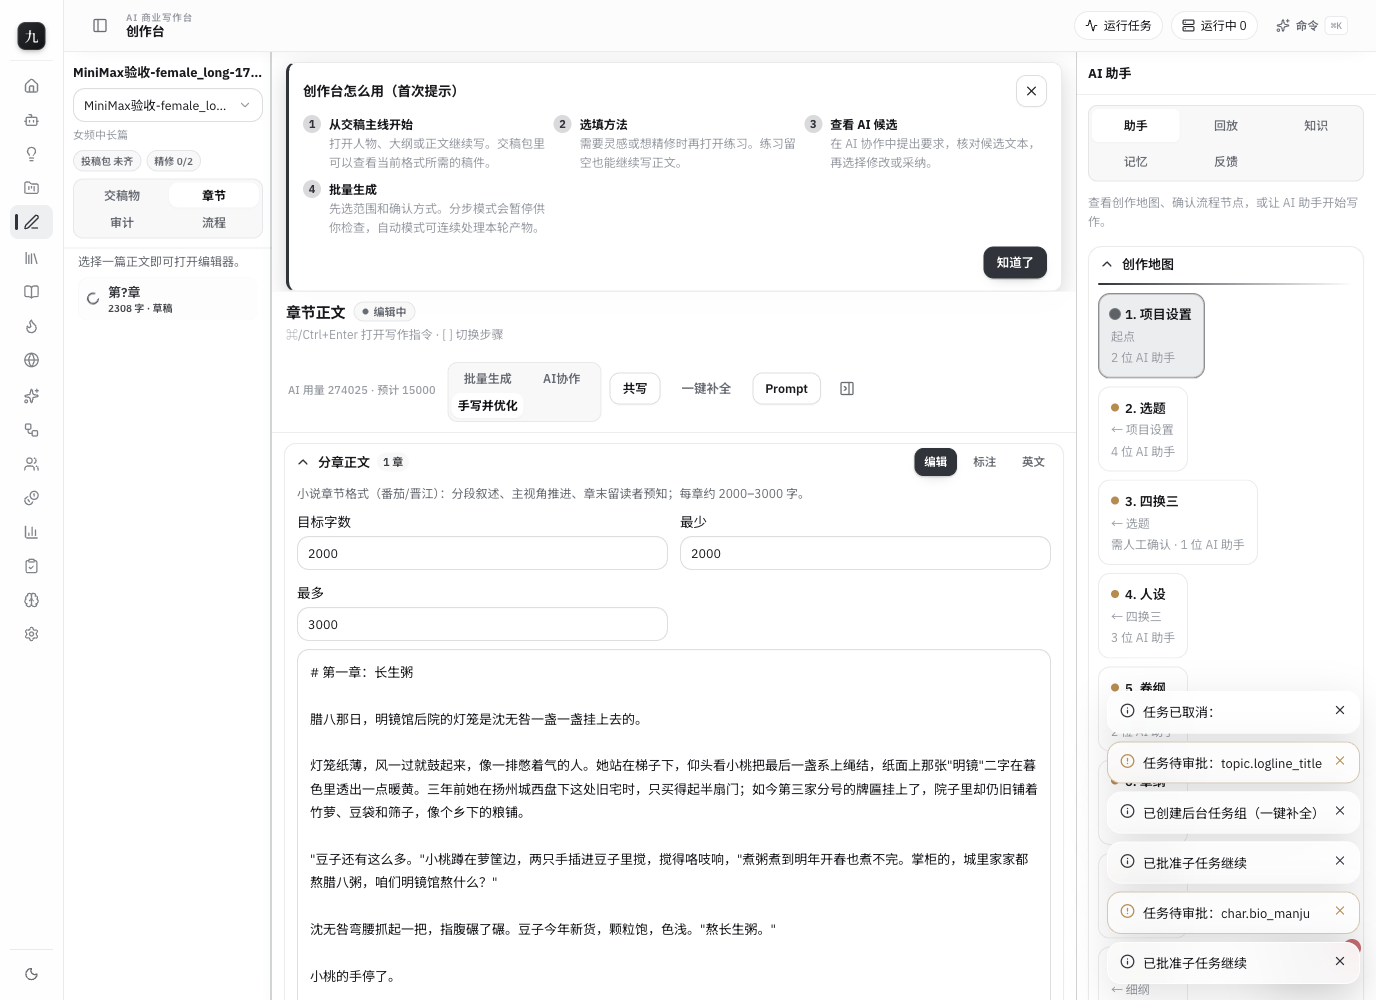 九
AI 商业写作台
创作台
运行任务
运行中 0
命令
⌘K
MiniMax验收-female_long-17...
MiniMax验收-female_lo...
女频中长篇
投稿包 未齐
精修 0/2
交稿物
章节
审计
流程
选择一篇正文即可打开编辑器。
第?章
2308 字 · 草稿
创作台怎么用（首次提示）
1 从交稿主线开始
打开人物、大纲或正文继续写。交稿包里
可以查看当前格式所需的稿件。
2 选填方法
需要灵感或想精修时再打开练习。练习留
空也能继续写正文。
3 查看 AI 候选
在 AI 协作中提出要求，核对候选文本，
再选择修改或采纳。
4 批量生成
先选范围和确认方式。分步模式会暂停供
你检查，自动模式可连续处理本轮产物。
知道了
章节正文
编辑中
⌘/Ctrl+Enter 打开写作指令 · [ ] 切换步骤
AI 用量 274025 · 预计 15000
批量生成
AI协作
手写并优化
共写
一键补全
Prompt
分章正文
1 章
编辑
标注
英文
小说章节格式（番茄/晋江）：分段叙述、主视角推进、章末留读者预知；每章约 2000–3000 字。
目标字数
最少
2000
2000
最多
3000
# 第一章：长生粥
腊八那日，明镜馆后院的灯笼是沈无咎一盏一盏挂上去的。
灯笼纸薄，风一过就鼓起来，像一排憋着气的人。她站在梯子下，仰头看小桃把最后一盏系上绳结，纸面上那张"明镜"二字在暮
色里透出一点暖黄。三年前她在扬州城西盘下这处旧宅时，只买得起半扇门；如今第三家分号的牌匾挂上了，院子里却仍旧铺着
竹萝、豆袋和筛子，像个乡下的粮铺。
"豆子还有这么多。"小桃蹲在萝筐边，两只手插进豆子里搅，搅得咯吱响，"煮粥煮到明年开春也煮不完。掌柜的，城里家家都
熬腊八粥，咱们明镜馆熬什么？"
沈无咎弯腰抓起一把，指腹碾了碾。豆子今年新货，颗粒饱，色浅。"熬长生粥。"
小桃的手停了。
AI 助手
助手
回放
知识
记忆
反馈
查看创作地图、确认流程节点，或让 AI 助手开始写
作。
创作地图
1. 项目设置
起点
2 位 AI 助手
2. 选题
← 项目设置
4 位 AI 助手
3. 四换三
← 选题
需人工确认 · 1 位 AI 助手
4. 人设
← 四换三
3 位 AI 助手
5. 卷纲
任务已取消：
任务待审批：topic.logline_title
已创建后台任务组（一键补全）
已批准子任务继续
任务待审批：char.bio_manju
已批准子任务继续
← 细纲